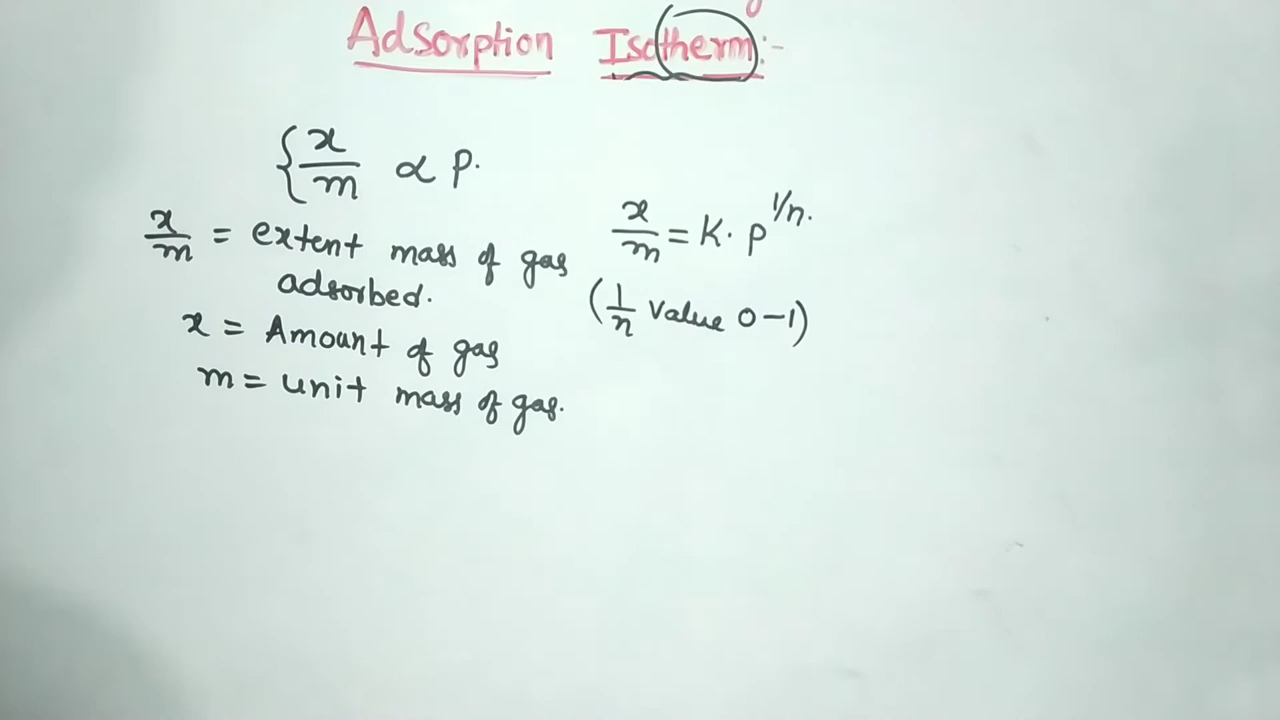 Adsorption Isotherm:-
{x/m ∝ p.
x/m = extent mass of gas
adsorbed.
x = Amount of gas
m = unit mass of gas.
x/m = K. p^1/n.
(1/n value 0-1)